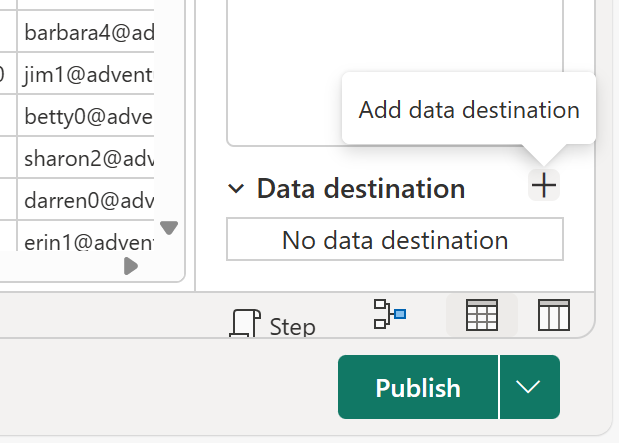 barbara4@ad
jim1@advent
betty0@adve
sharon2@adv
darren0@adv
erin1@advent
Add data destination
Data destination
No data destination
Step
Publish